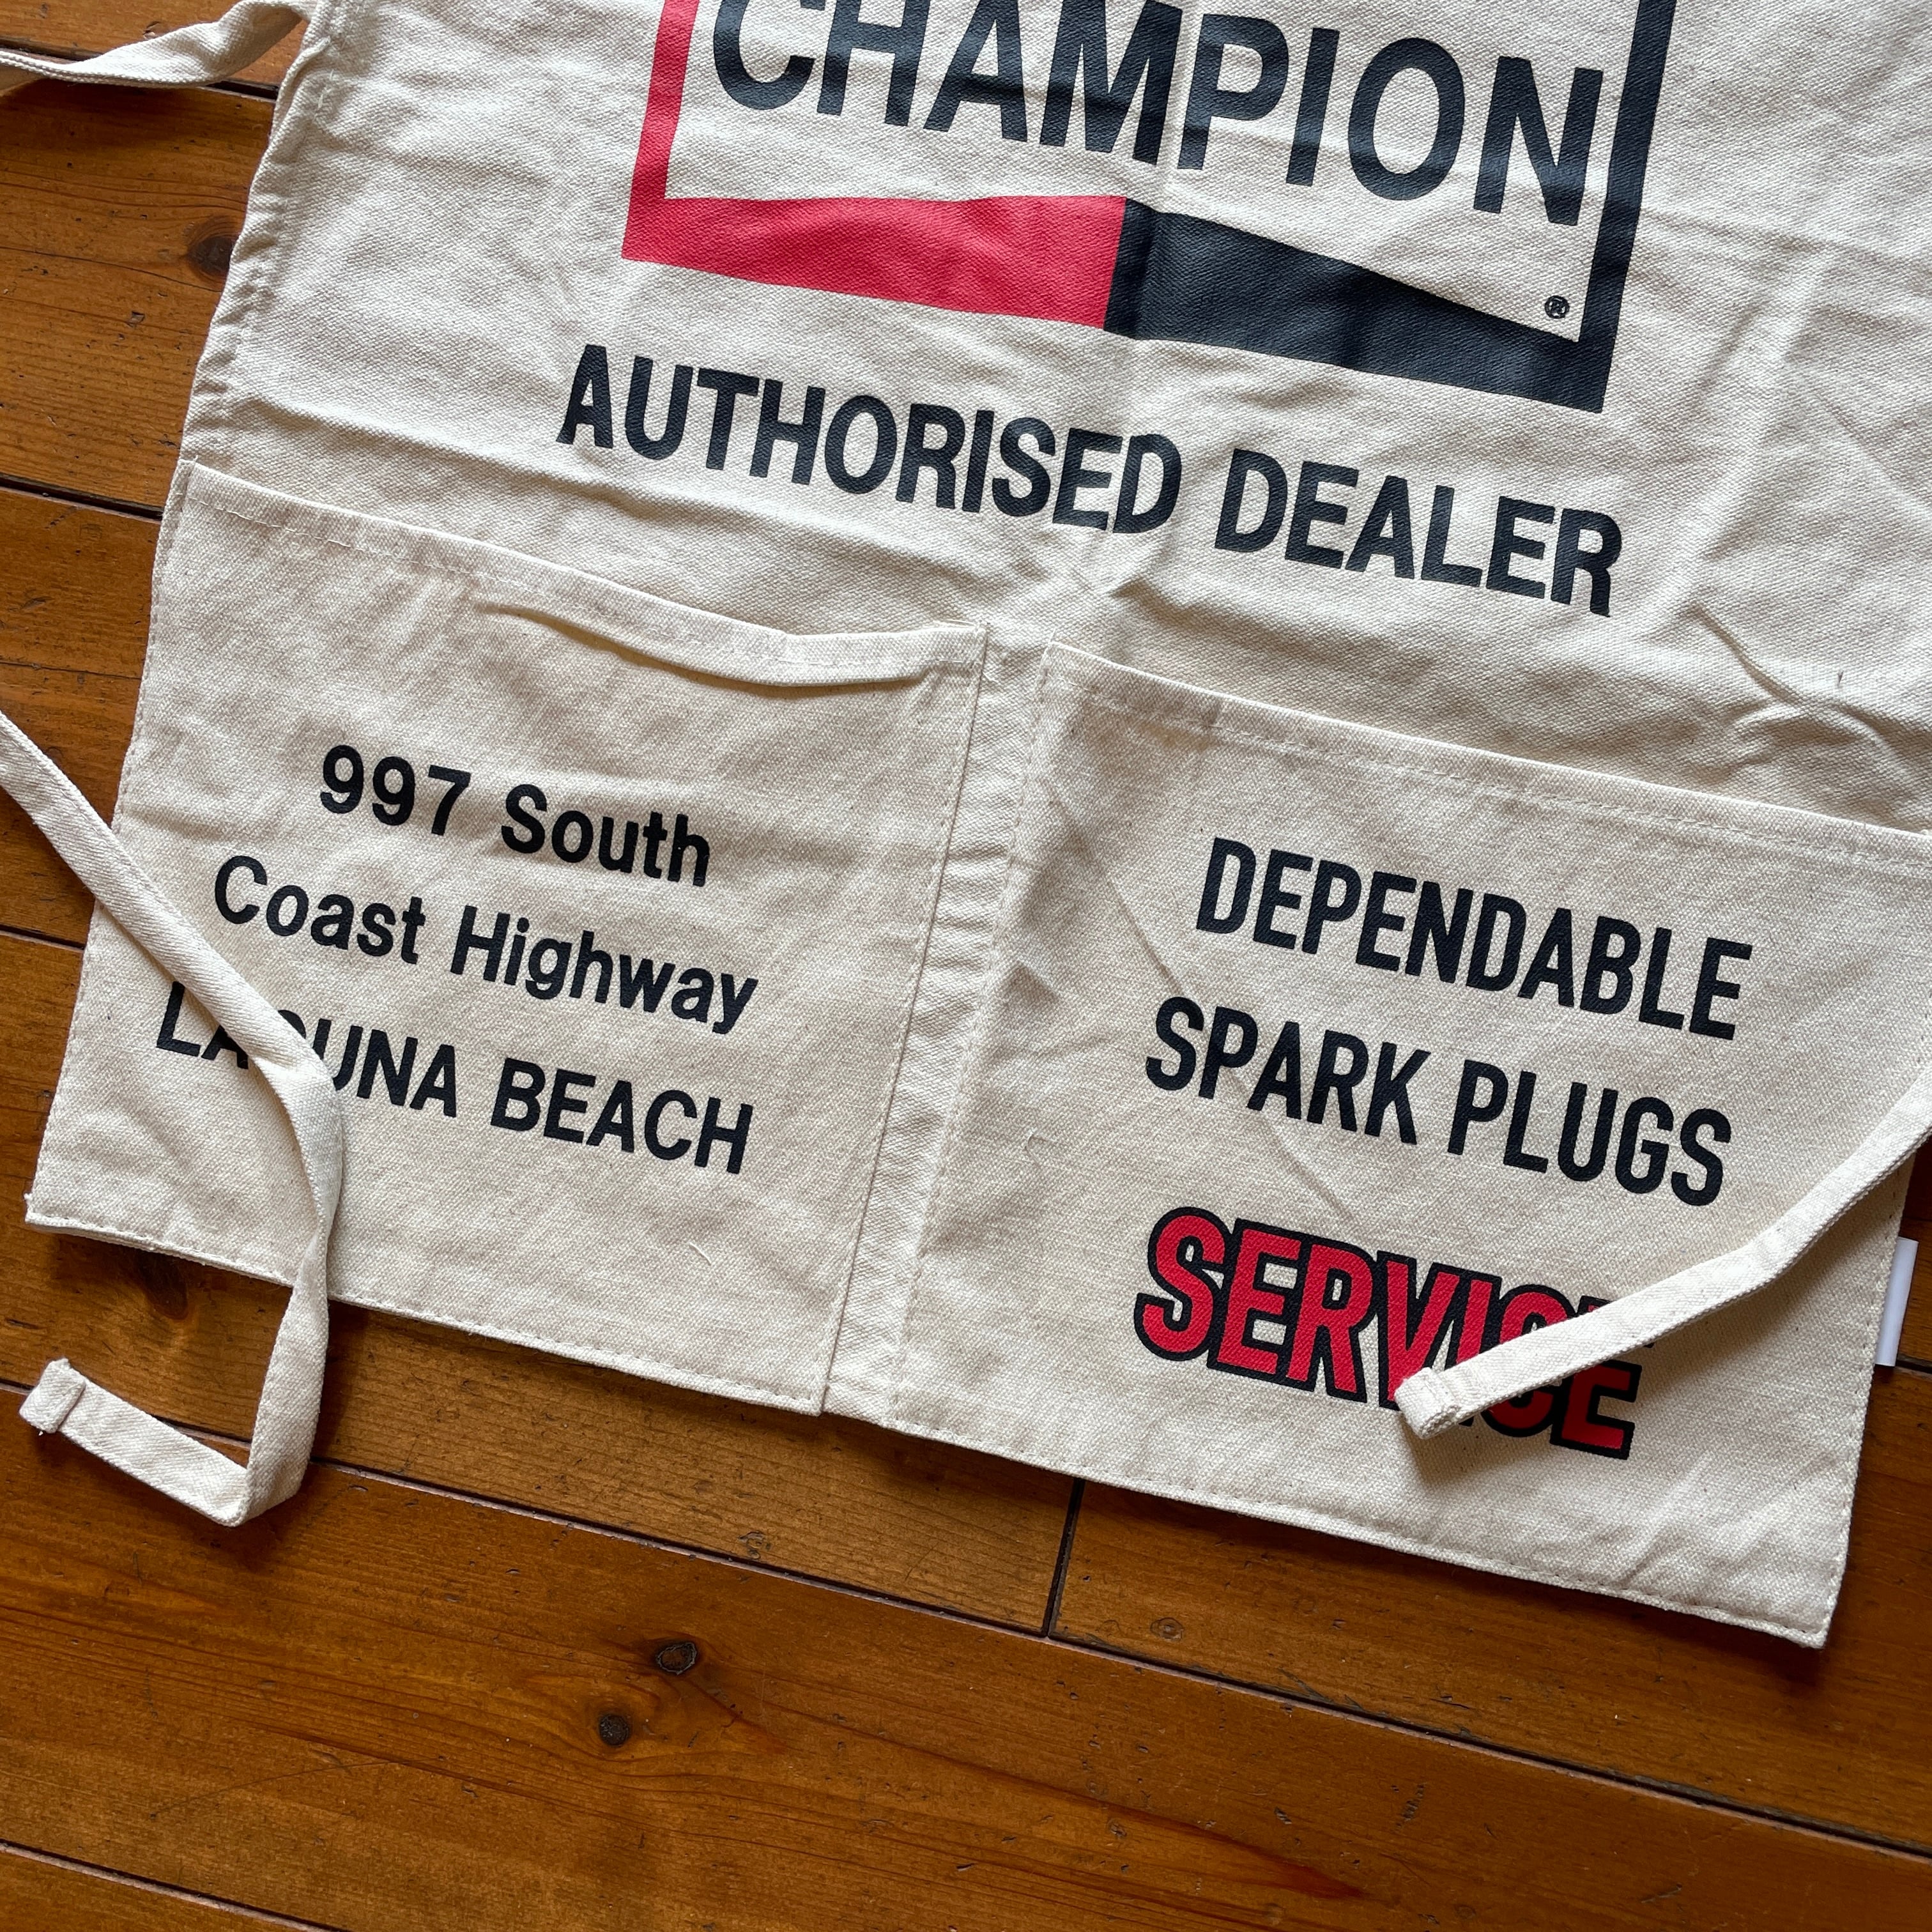 CHAMPION
®
AUTHORISED DEALER
997 South
Coast Highway
LAGUNA BEACH
DEPENDABLE
SPARK PLUGS
SERVICE